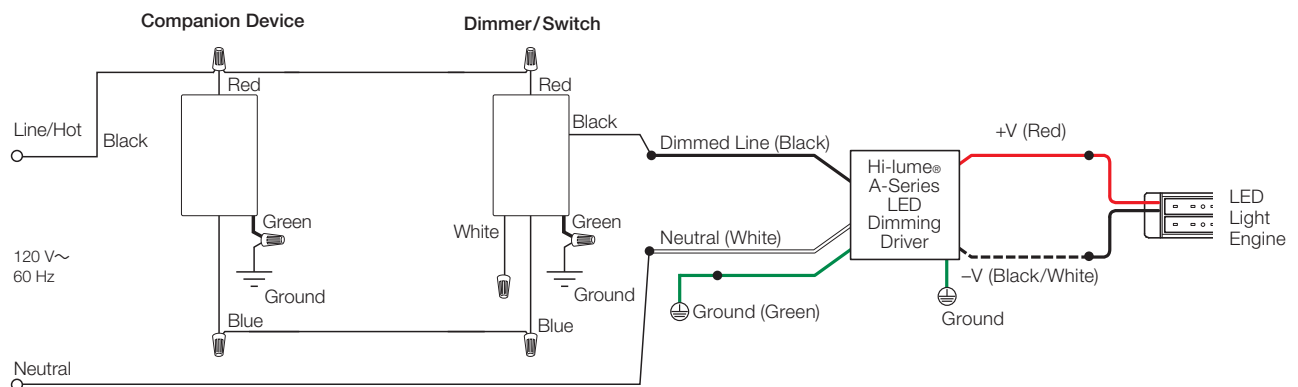 Companion Device
Dimmer/Switch
Red
Red
Line/Hot
Black
Black
Dimmed Line (Black)
+V (Red)
Hi-lume®
A-Series
LED
Dimming
Driver
LED
Light
Engine
Green
White
Green
Neutral (White)
120 V~
60 Hz
Ground
Ground
–V (Black/White)
Ground (Green)
Ground
Blue
Blue
Neutral